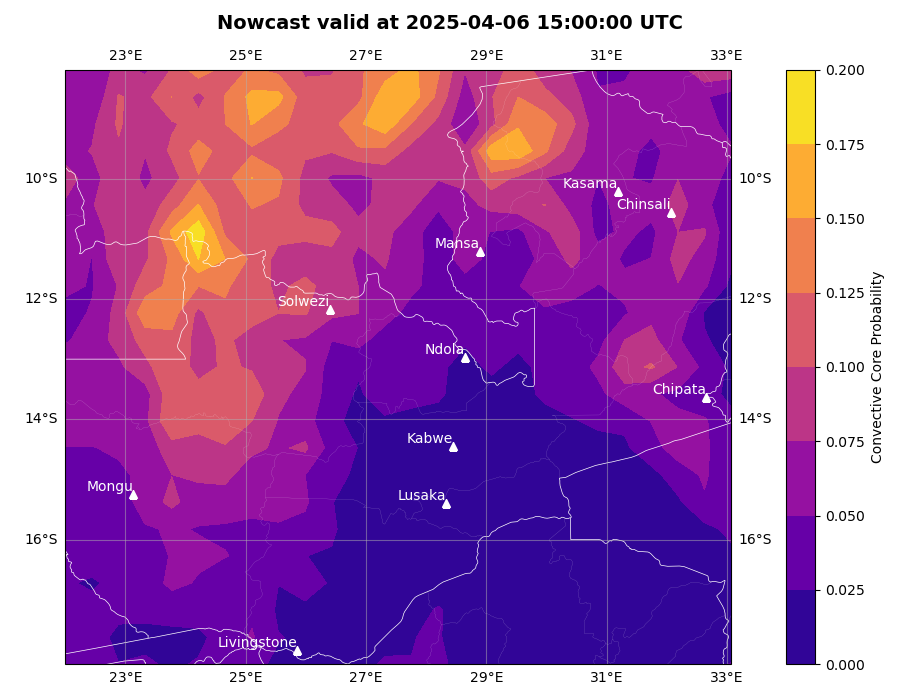 Nowcast valid at 2025-04-06 15:00:00 UTC
23°E 25°E 27°E 29°E 31°E 33°E
0.200
0.175
10°S 10°S
Kasama
Chinsali
0.150
Mansa
12°S 12°S
Solwezi
0.125
Ndola
0.100
Chipata
14°S 14°S
Kabwe
0.075
Mongu
Lusaka
0.050
16°S 16°S
0.025
Livingstone
0.000
23°E 25°E 27°E 29°E 31°E 33°E
Convective Core Probability